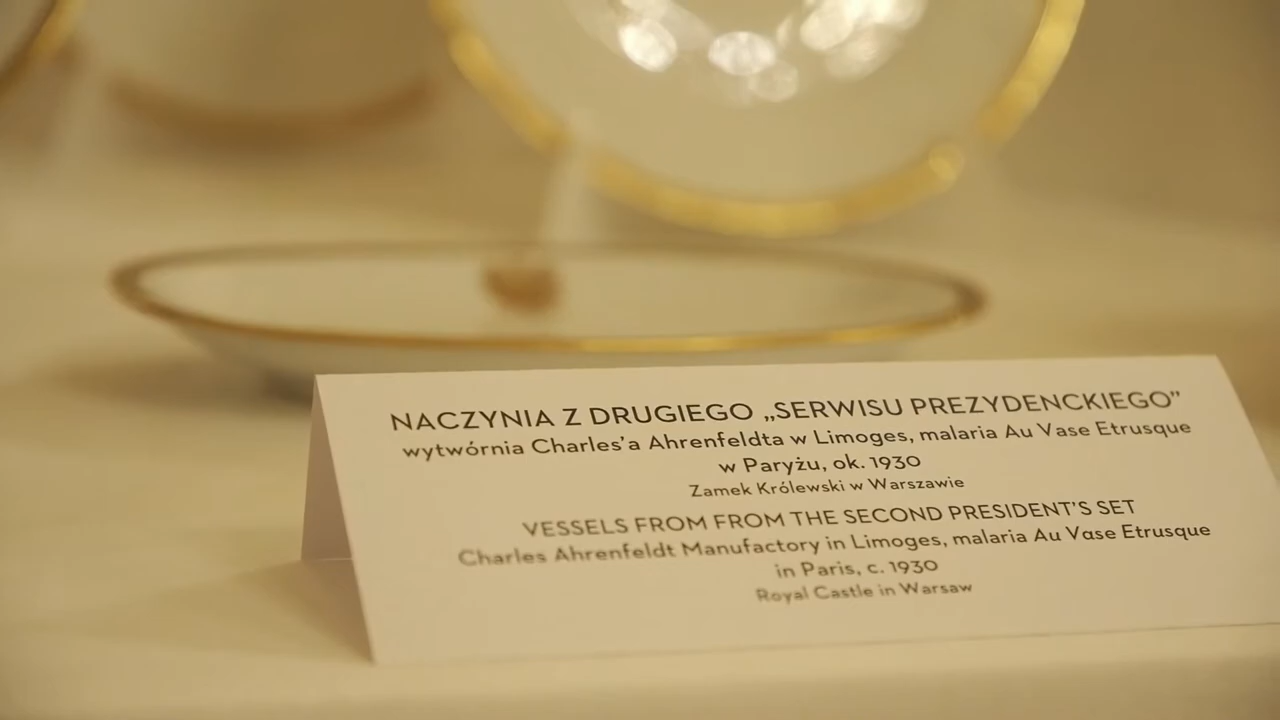 NACZYNIA Z DRUGIEGO „SERWISU PREZYDENCKIEGO”
wytwórnia Charles’a Ahrenfeldta w Limoges, malaria Au Vase Etrusque
w Paryżu, ok. 1930
Zamek Królewski w Warszawie
VESSELS FROM FROM THE SECOND PRESIDENT’S SET
Charles Ahrenfeldt Manufactory in Limoges, malaria Au Vase Etrusque
in Paris, c. 1930
Royal Castle in Warsaw